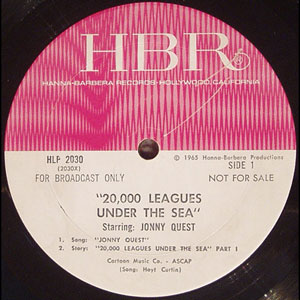 HBR
HANNA-BARBERA RECORDS·HOLLYWOOD, CALIFORNIA
HLP 2030
(2030X)
FOR BROADCAST ONLY
© 1965 Hanna-Barbera Productions
SIDE 1
NOT FOR SALE
"20,000 LEAGUES
UNDER THE SEA"
Starring: JONNY QUEST
1. Song: "JONNY QUEST"
2. Story: "20,000 LEAGUES UNDER THE SEA" PART I
Cartoon Music Co. - ASCAP
(Song: Hoyt Curtin)